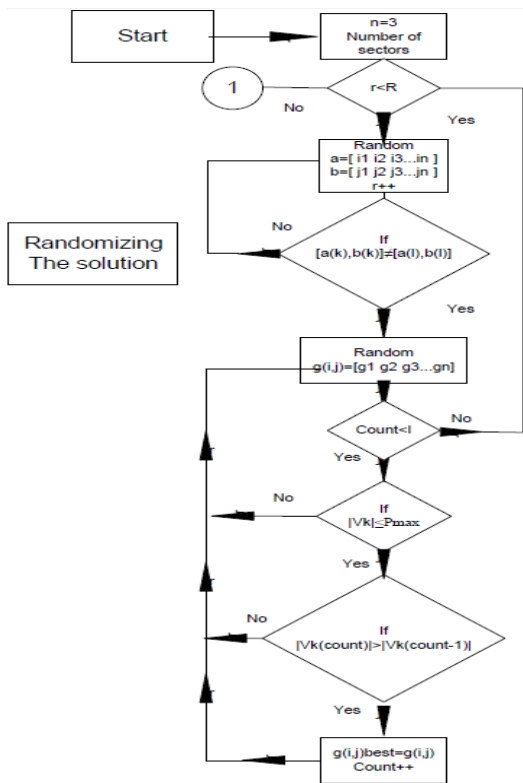 Start
n=3
Number of
sectors
1
r<R
No
Yes
Random
a=[ i1 i2 i3...in ]
b=[ j1 j2 j3...jn ]
r++
No
If
[a(k),b(k)]≠[a(l),b(l)]
Randomizing
The solution
Yes
Random
g(i,j)=[g1 g2 g3...gn]
Count<I
No
Yes
If
|Vk|≤Pmax
No
Yes
If
|Vk(count)|>|Vk(count-1)|
No
Yes
g(i,j)best=g(i,j)
Count++